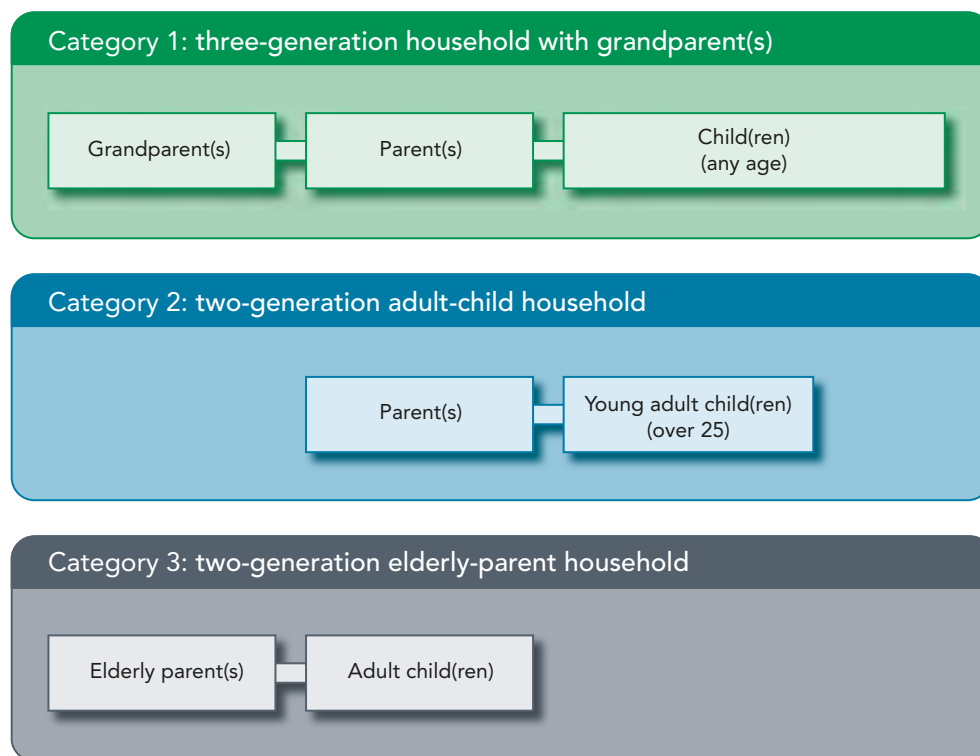 Category 1: three-generation household with grandparent(s)
Grandparent(s)
Parent(s)
Child(ren)
(any age)
Category 2: two-generation adult-child household
Parent(s)
Young adult child(ren)
(over 25)
Category 3: two-generation elderly-parent household
Elderly parent(s)
Adult child(ren)